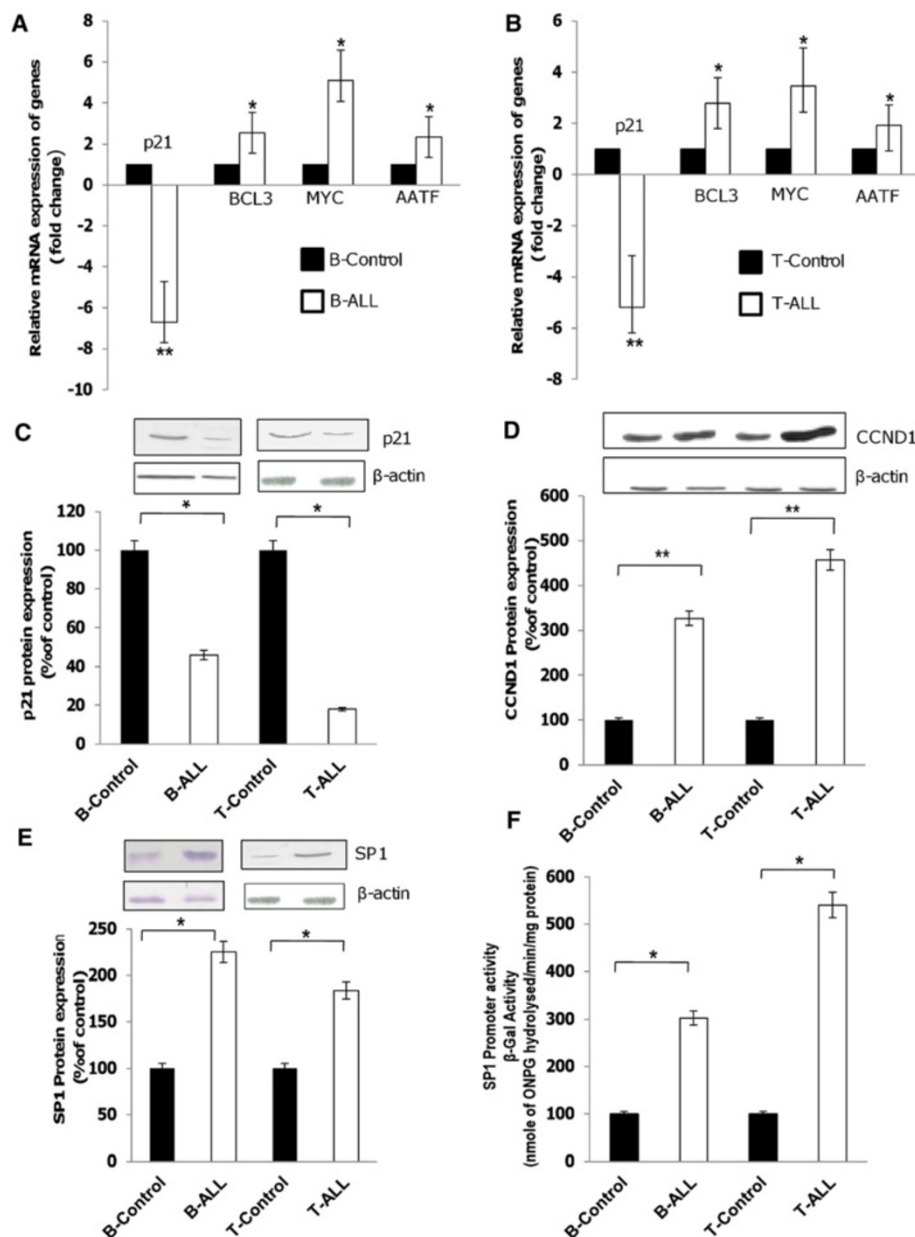 A
Relative mRNA expression of genes
(fold change)
8
6
4
2
0
-2
-4
-6
-8
-10
p21
**
*
BCL3
*
MYC
*
AATF
B-Control
B-ALL
B
Relative mRNA expression of genes
(fold change)
6
4
2
0
-2
-4
-6
-8
p21
**
*
BCL3
*
MYC
*
AATF
T-Control
T-ALL
C
p21
β-actin
p21 protein expression
(%of control)
120
100
80
60
40
20
0
*
*
B-Control
B-ALL
T-Control
T-ALL
D
CCND1
β-actin
CCND1 Protein expression
(%of control)
600
500
400
300
200
100
0
**
**
B-Control
B-ALL
T-Control
T-ALL
E
SP1
β-actin
SP1 Protein expression
(%of control)
250
200
150
100
50
0
*
*
B-Control
B-ALL
T-Control
T-ALL
F
SP1 Promoter activity
β-Gal Activity
(nmole of ONPG hydrolysed/min/mg protein)
600
500
400
300
200
100
0
*
*
B-Control
B-ALL
T-Control
T-ALL